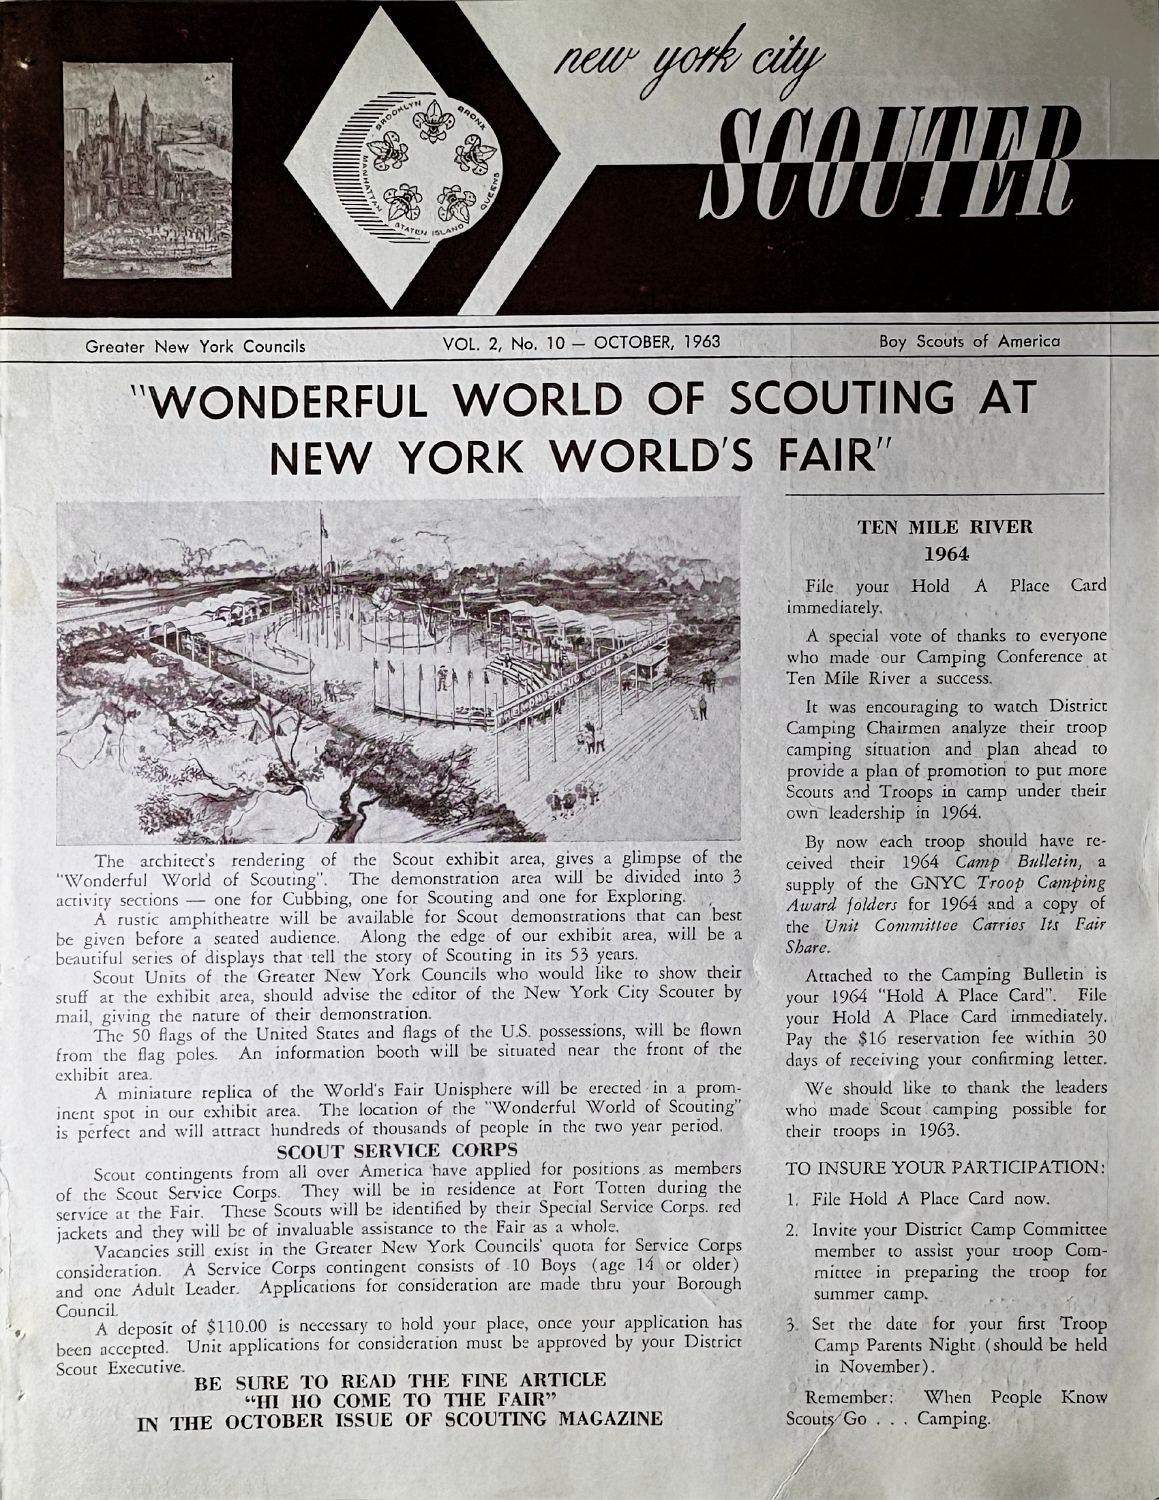 new york city
SCOUTER
BROOKLYN
BRONX
MANHATTAN
QUEENS
STATEN ISLAND
Greater New York Councils
VOL. 2, No. 10 — OCTOBER, 1963
Boy Scouts of America
"WONDERFUL WORLD OF SCOUTING AT
NEW YORK WORLD'S FAIR"
The architect's rendering of the Scout exhibit area, gives a glimpse of the
"Wonderful World of Scouting". The demonstration area will be divided into 3
activity sections — one for Cubbing, one for Scouting and one for Exploring.
A rustic amphitheatre will be available for Scout demonstrations that can best
be given before a seated audience. Along the edge of our exhibit area, will be a
beautiful series of displays that tell the story of Scouting in its 53 years.
Scout Units of the Greater New York Councils who would like to show their
stuff at the exhibit area, should advise the editor of the New York City Scouter by
mail, giving the nature of their demonstration.
The 50 flags of the United States and flags of the U.S. possessions, will be flown
from the flag poles. An information booth will be situated near the front of the
exhibit area.
A miniature replica of the World's Fair Unisphere will be erected in a prom-
inent spot in our exhibit area. The location of the "Wonderful World of Scouting"
is perfect and will attract hundreds of thousands of people in the two year period.
SCOUT SERVICE CORPS
Scout contingents from all over America have applied for positions as members
of the Scout Service Corps. They will be in residence at Fort Totten during the
service at the Fair. These Scouts will be identified by their Special Service Corps. red
jackets and they will be of invaluable assistance to the Fair as a whole.
Vacancies still exist in the Greater New York Councils' quota for Service Corps
consideration. A Service Corps contingent consists of 10 Boys (age 14 or older)
and one Adult Leader. Applications for consideration are made thru your Borough
Council.
A deposit of $110.00 is necessary to hold your place, once your application has
been accepted. Unit applications for consideration must be approved by your District
Scout Executive.
BE SURE TO READ THE FINE ARTICLE
"HI HO COME TO THE FAIR"
IN THE OCTOBER ISSUE OF SCOUTING MAGAZINE
TEN MILE RIVER
1964
File your Hold A Place Card
immediately.
A special vote of thanks to everyone
who made our Camping Conference at
Ten Mile River a success.
It was encouraging to watch District
Camping Chairmen analyze their troop
camping situation and plan ahead to
provide a plan of promotion to put more
Scouts and Troops in camp under their
own leadership in 1964.
By now each troop should have re-
ceived their 1964 Camp Bulletin, a
supply of the GNYC Troop Camping
Award folders for 1964 and a copy of
the Unit Committee Carries Its Fair
Share.
Attached to the Camping Bulletin is
your 1964 "Hold A Place Card". File
your Hold A Place Card immediately.
Pay the $16 reservation fee within 30
days of receiving your confirming letter.
We should like to thank the leaders
who made Scout camping possible for
their troops in 1963.
TO INSURE YOUR PARTICIPATION:
1. File Hold A Place Card now.
2. Invite your District Camp Committee
member to assist your troop Com-
mittee in preparing the troop for
summer camp.
3. Set the date for your first Troop
Camp Parents Night (should be held
in November).
Remember: When People Know
Scouts Go . . . Camping.